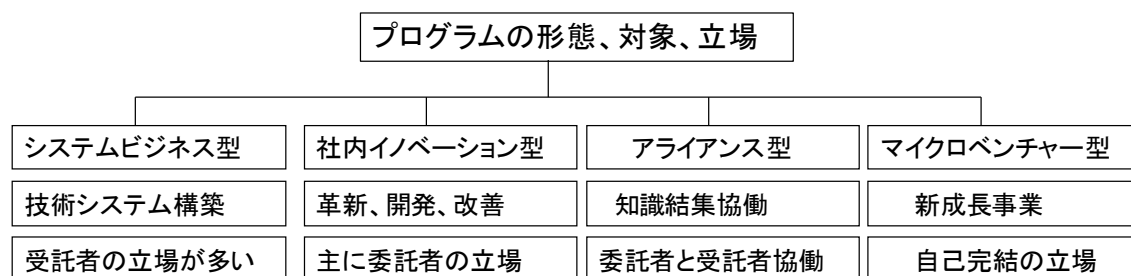 プログラムの形態、対象、立場
システムビジネス型
社内イノベーション型
アライアンス型
マイクロベンチャー型
技術システム構築
革新、開発、改善
知識結集協働
新成長事業
受託者の立場が多い
主に委託者の立場
委託者と受託者協働
自己完結の立場